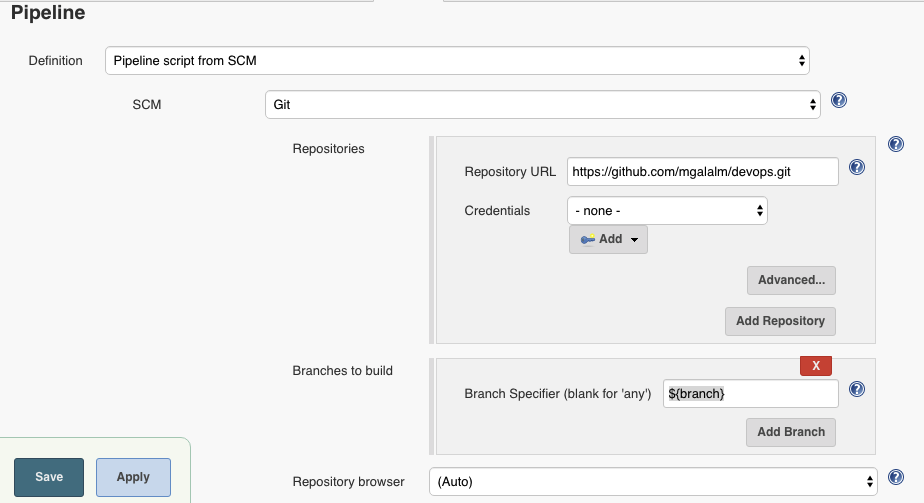 Pipeline
Definition
Pipeline script from SCM
SCM
Git
Repositories
Repository URL
https://github.com/mgalalm/devops.git
Credentials
- none -
Add
Advanced...
Add Repository
X
Branches to build
Branch Specifier (blank for 'any')
${branch}
Add Branch
Save
Apply
Repository browser
(Auto)